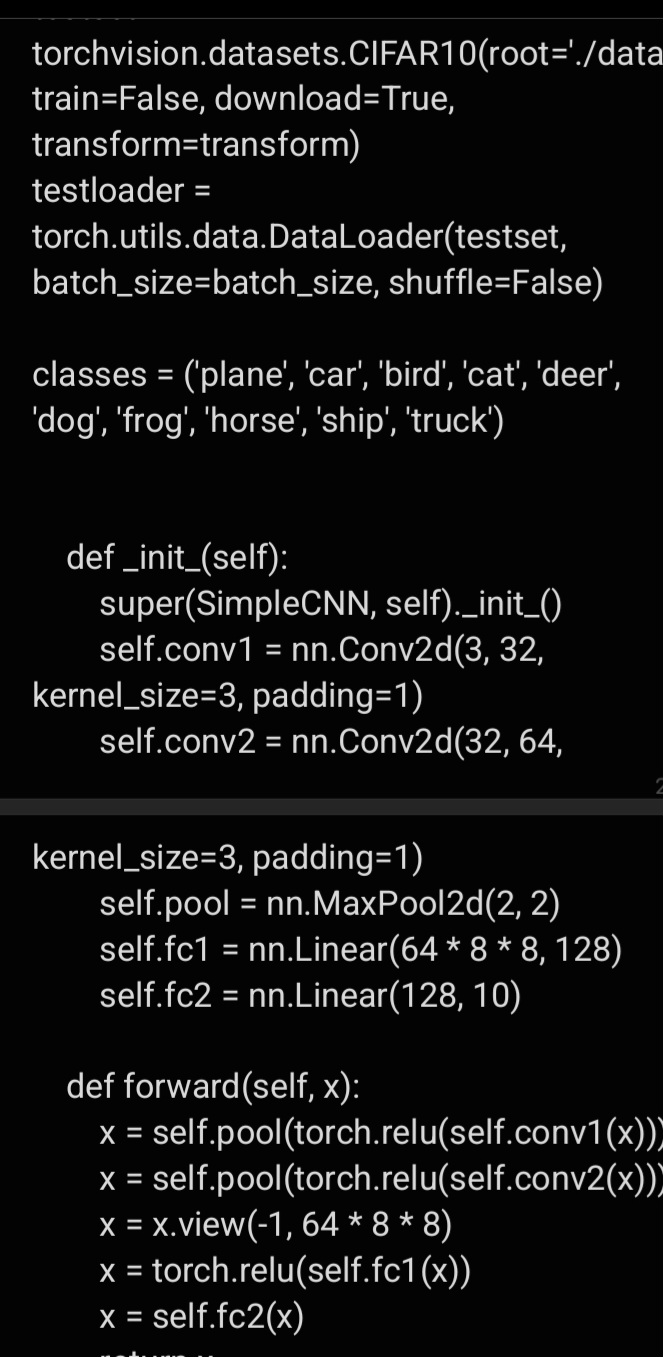 torchvision.datasets.CIFAR10(root='./data
train=False, download=True,
transform=transform)
testloader =
torch.utils.data.DataLoader(testset,
batch_size=batch_size, shuffle=False)
classes = ('plane', 'car', 'bird', 'cat', 'deer',
'dog', 'frog', 'horse', 'ship', 'truck')
def _init_(self):
super(SimpleCNN, self)._init_()
self.conv1 = nn.Conv2d(3, 32,
kernel_size=3, padding=1)
self.conv2 = nn.Conv2d(32, 64,
kernel_size=3, padding=1)
self.pool = nn.MaxPool2d(2, 2)
self.fc1 = nn.Linear(64 * 8 * 8, 128)
self.fc2 = nn.Linear(128, 10)
def forward(self, x):
x = self.pool(torch.relu(self.conv1(x)))
x = self.pool(torch.relu(self.conv2(x)))
x = x.view(-1, 64 * 8 * 8)
x = torch.relu(self.fc1(x))
x = self.fc2(x)